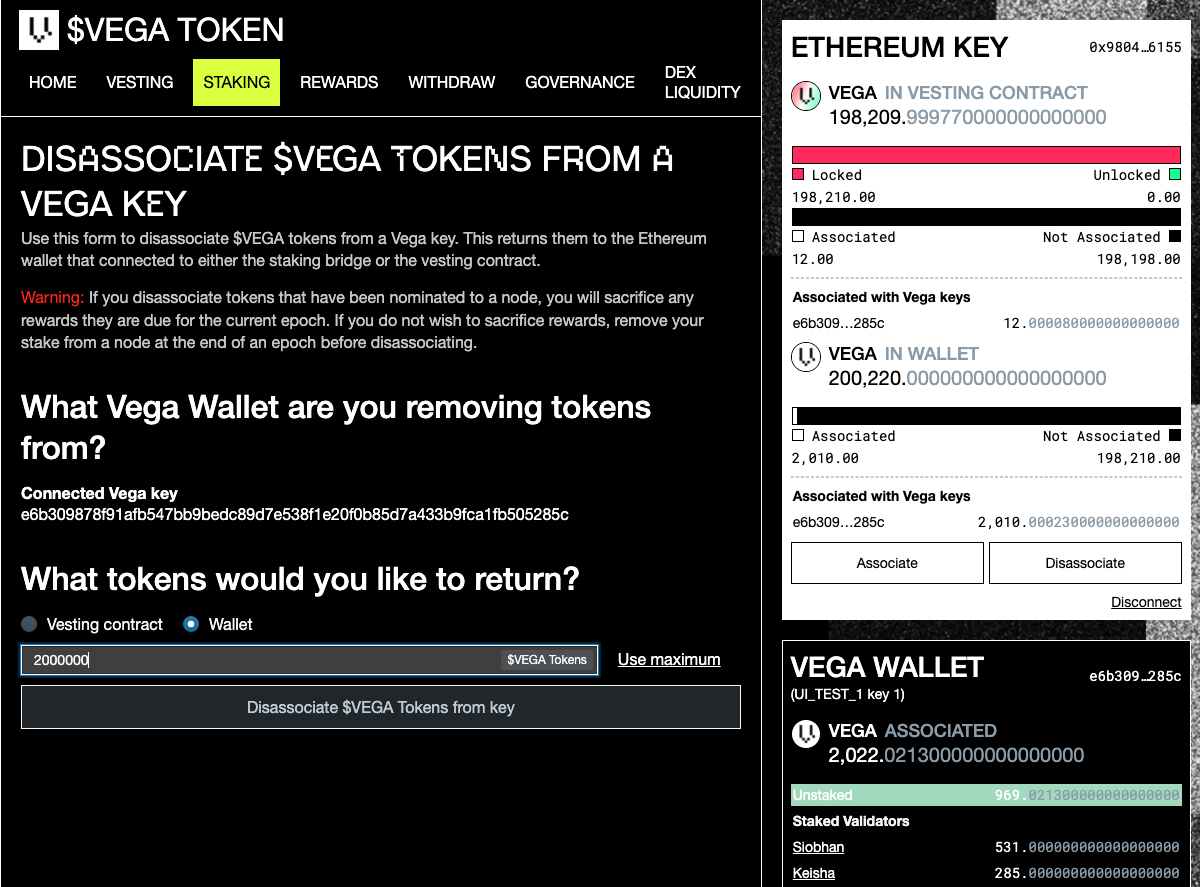 $VEGA TOKEN
HOME VESTING STAKING REWARDS WITHDRAW GOVERNANCE DEX LIQUIDITY
DISASSOCIATE $VEGA TOKENS FROM A
VEGA KEY
Use this form to disassociate $VEGA tokens from a Vega key. This returns them to the Ethereum
wallet that connected to either the staking bridge or the vesting contract.
Warning: If you disassociate tokens that have been nominated to a node, you will sacrifice any
rewards they are due for the current epoch. If you do not wish to sacrifice rewards, remove your
stake from a node at the end of an epoch before disassociating.
What Vega Wallet are you removing tokens
from?
Connected Vega key
e6b309878f91afb547bb9bedc89d7e538f1e20f0b85d7a433b9fca1fb505285c
What tokens would you like to return?
Vesting contract Wallet
2000000 $VEGA Tokens Use maximum
Disassociate $VEGA Tokens from key
ETHEREUM KEY 0x9804…6155
VEGA IN VESTING CONTRACT
198,209.999770000000000000
Locked Unlocked
198,210.00 0.00
Associated Not Associated
12.00 198,198.00
Associated with Vega keys
e6b309…285c 12.000080000000000000
VEGA IN WALLET
200,220.000000000000000000
Associated Not Associated
2,010.00 198,210.00
Associated with Vega keys
e6b309…285c 2,010.000230000000000000
Associate Disassociate
Disconnect
VEGA WALLET e6b309…285c
(UI_TEST_1 key 1)
VEGA ASSOCIATED
2,022.021300000000000000
Unstaked 969.021300000000000000
Staked Validators
Siobhan 531.000000000000000000
Keisha 285.000000000000000000